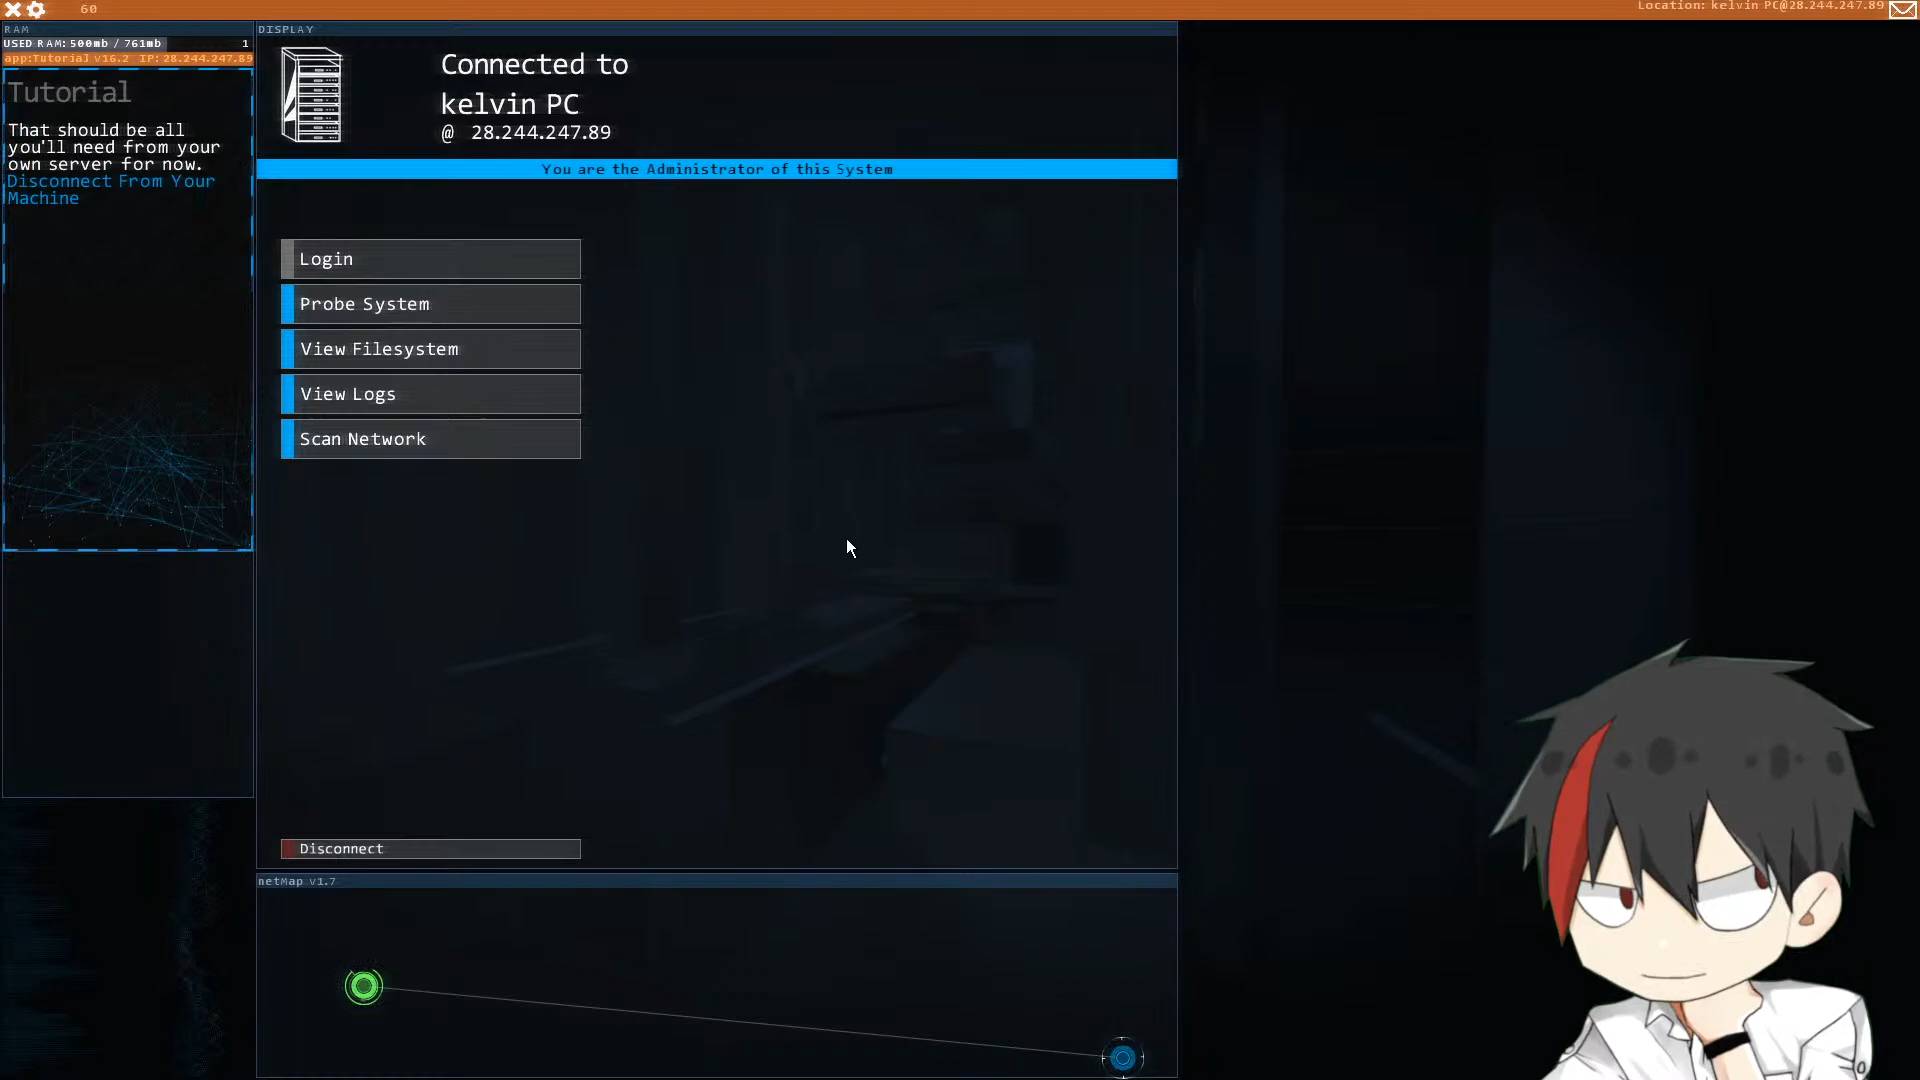 60
Location: kelvin PC@28.244.247.89
RAM
USED RAM: 500mb / 761mb 1
app:Tutorial v16.2 IP: 28.244.247.89
Tutorial
That should be all
you'll need from your
own server for now.
Disconnect From Your
Machine
DISPLAY
Connected to
kelvin PC
@ 28.244.247.89
You are the Administrator of this System
Login
Probe System
View Filesystem
View Logs
Scan Network
Disconnect
netMap v1.7